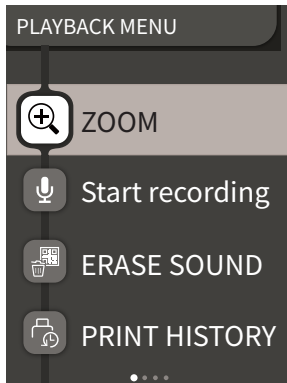 PLAYBACK MENU
ZOOM
Start recording
ERASE SOUND
PRINT HISTORY